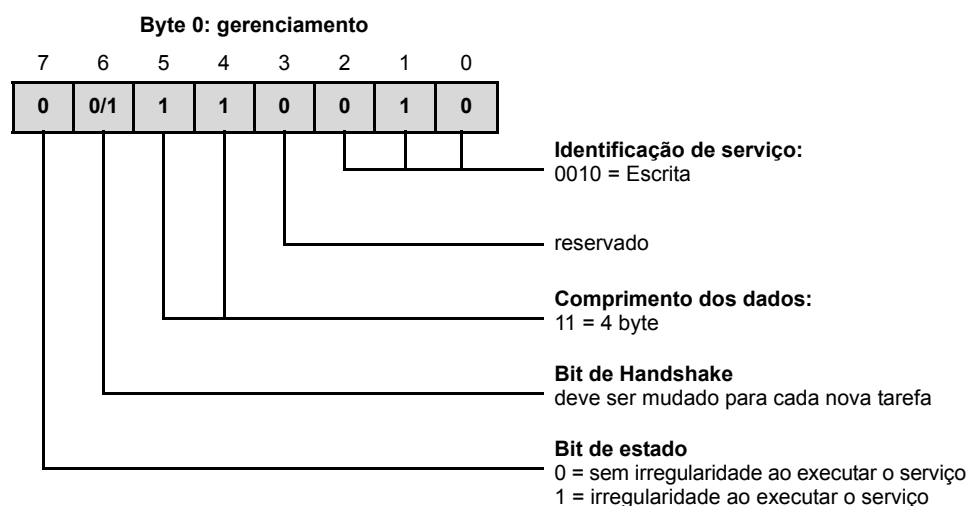 Byte 0: gerenciamento
7 6 5 4 3 2 1 0
0 0/1 1 1 0 0 1 0
Identificação de serviço:
0010 = Escrita
reservado
Comprimento dos dados:
11 = 4 byte
Bit de Handshake
deve ser mudado para cada nova tarefa
Bit de estado
0 = sem irregularidade ao executar o serviço
1 = irregularidade ao executar o serviço